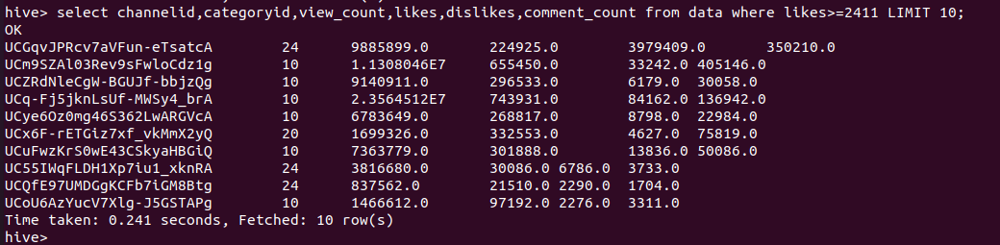 hive> select channelid,categoryid,view_count,likes,dislikes,comment_count from data where likes>=2411 LIMIT 10;
OK
UCGqvJPRcv7aVFun-eTsatcA 24 9885899.0 224925.0 3979409.0 350210.0
UCm9SZAl03Rev9sFwloCdz1g 10 1.1308046E7 655450.0 33242.0 405146.0
UCZRdNleCgW-BGUJf-bbjzQg 10 9140911.0 296533.0 6179.0 30058.0
UCq-Fj5jknLsUf-MWSy4_brA 10 2.3564512E7 743931.0 84162.0 136942.0
UCye6Oz0mg46S362LwARGVcA 10 6783649.0 268817.0 8798.0 22984.0
UCx6F-rETGiz7xf_vkMmX2yQ 20 1699326.0 332553.0 4627.0 75819.0
UCuFwzKrS0wE43CSkyaHBGiQ 10 7363779.0 301888.0 13836.0 50086.0
UC55IWqFLDH1Xp7iu1_xknRA 24 3816680.0 30086.0 6786.0 3733.0
UCQfE97UMDGgKCFb7iGM8Btg 24 837562.0 21510.0 2290.0 1704.0
UCoU6AzYucV7Xlg-J5GSTAPg 10 1466612.0 97192.0 2276.0 3311.0
Time taken: 0.241 seconds, Fetched: 10 row(s)
hive>